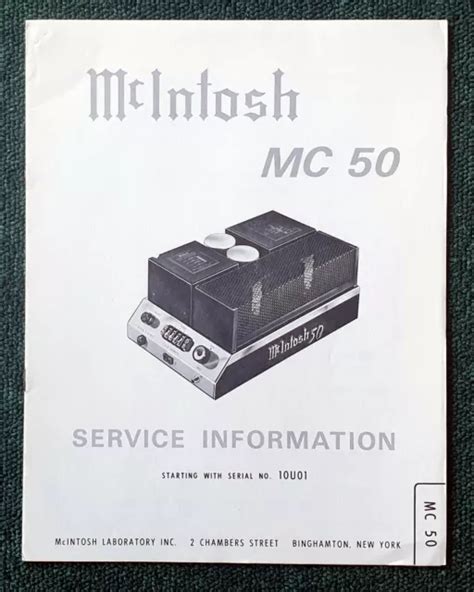 McIntosh
MC 50
McIntosh 50
SERVICE INFORMATION
STARTING WITH SERIAL NO. 10U01
MC 50
McINTOSH LABORATORY INC. 2 CHAMBERS STREET BINGHAMTON, NEW YORK